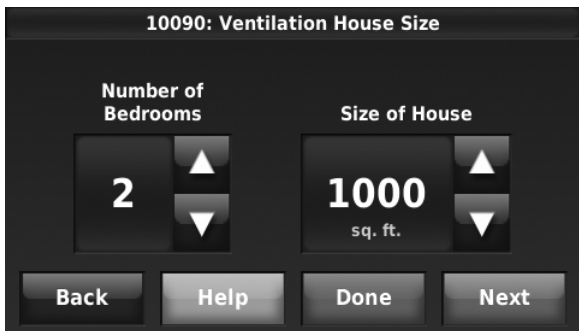 10090: Ventilation House Size
Number of
Bedrooms
Size of House
2
1000
sq. ft.
Back
Help
Done
Next